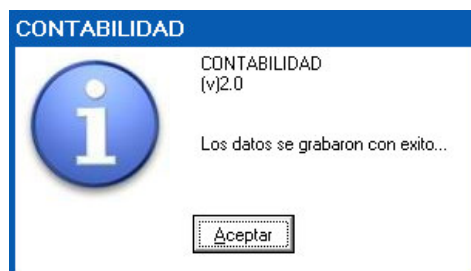 CONTABILIDAD
CONTABILIDAD
(v)2.0
Los datos se grabaron con exito...
Aceptar